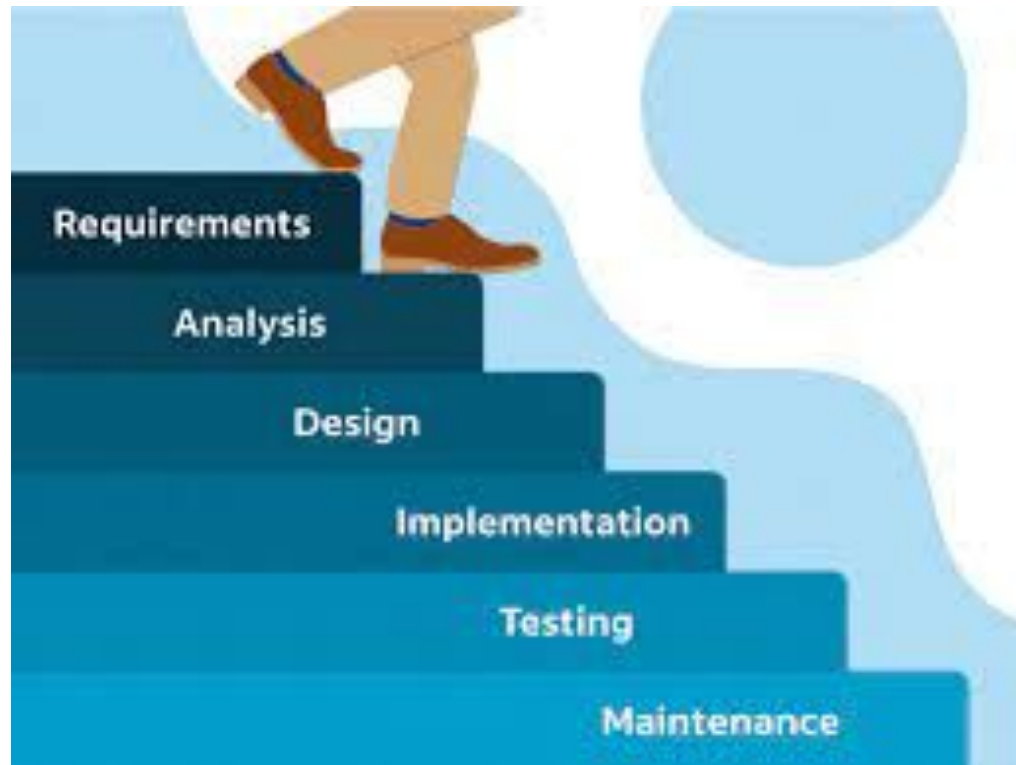 Requirements
Analysis
Design
Implementation
Testing
Maintenance